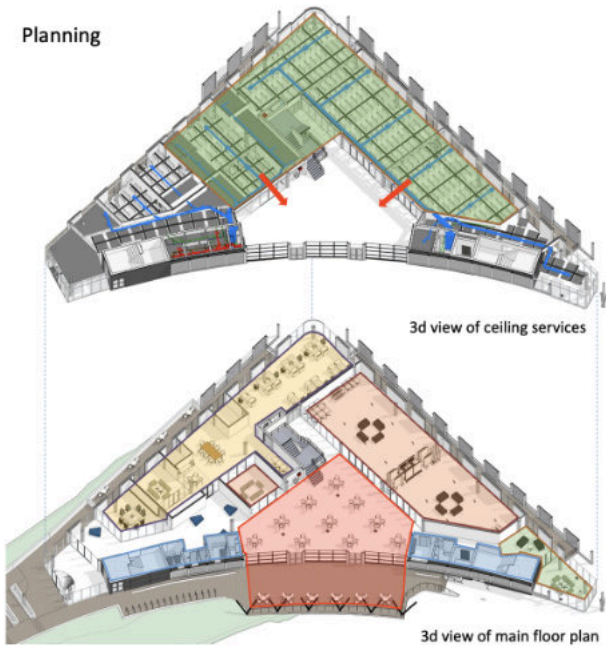 Planning
3d view of ceiling services
3d view of main floor plan